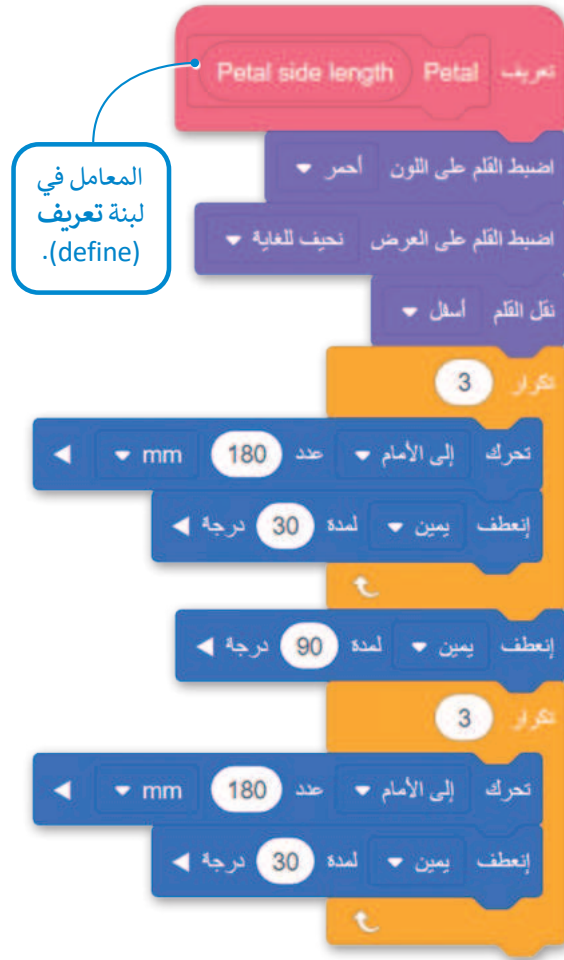 تعريف Petal Petal side length
المعامل في
لبنة تعريف
(define).
اضبط القلم على اللون أحمر
اضبط القلم على العرض نحيف للغاية
نقل القلم أسفل
تكرار 3
تحرك إلى الأمام عدد 180 mm
إنعطف يمين لمدة 30 درجة
إنعطف يمين لمدة 90 درجة
تكرار 3
تحرك إلى الأمام عدد 180 mm
إنعطف يمين لمدة 30 درجة